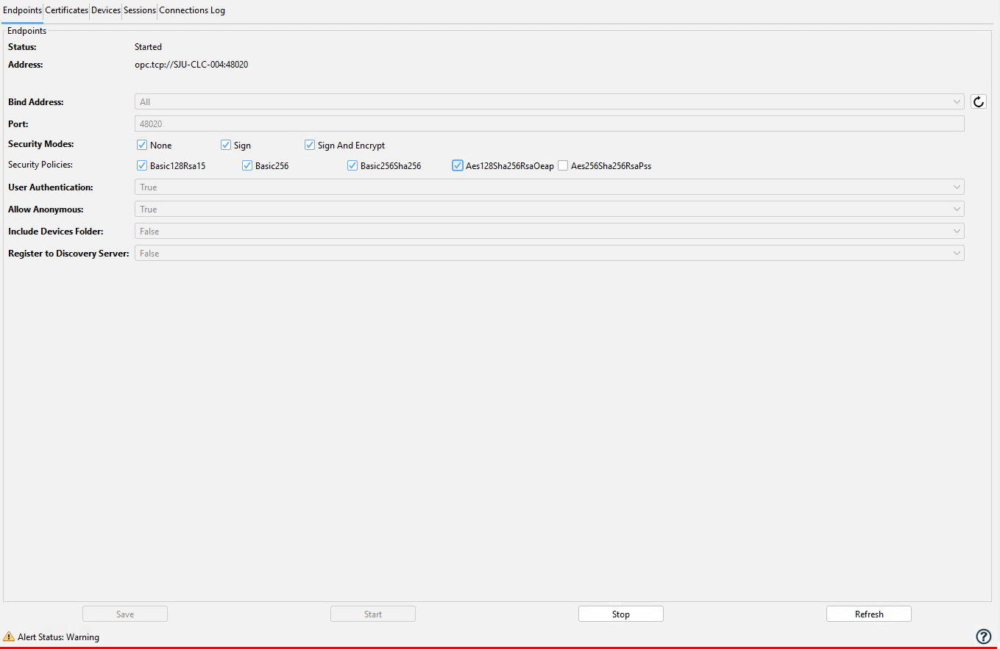 Endpoints Certificates Devices Sessions Connections Log
Endpoints
Status: Started
Address: opc.tcp://SJU-CLC-004:48020
Bind Address: All
Port: 48020
Security Modes: None Sign Sign And Encrypt
Security Policies: Basic128Rsa15 Basic256 Basic256Sha256 Aes128Sha256RsaOeap Aes256Sha256RsaPss
User Authentication: True
Allow Anonymous: True
Include Devices Folder: False
Register to Discovery Server: False
Save Start Stop Refresh
Alert Status: Warning